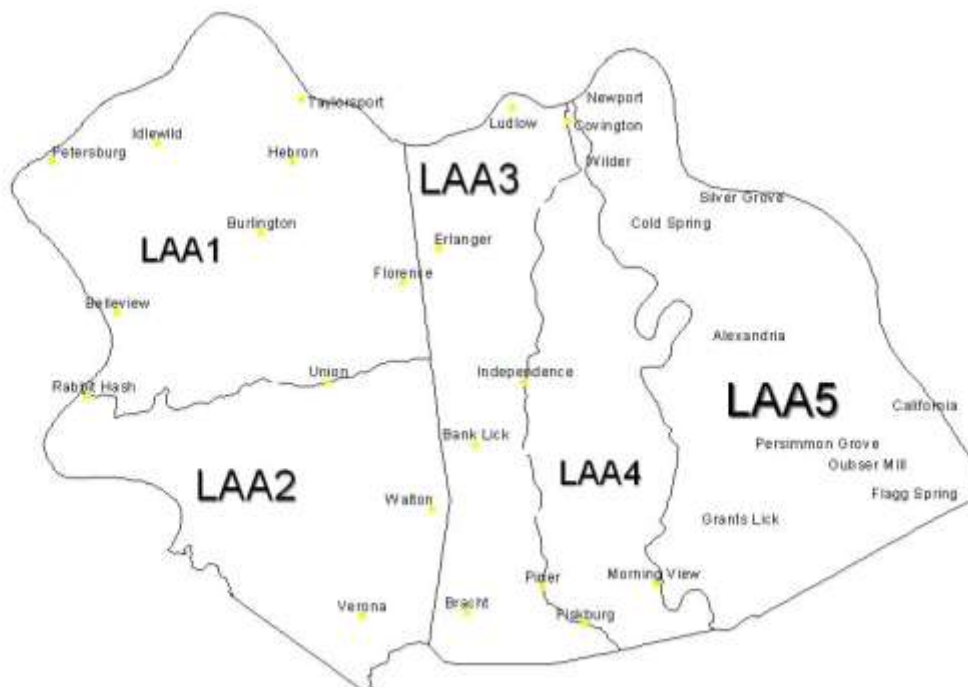 Newport
Taylorsport
Ludlow
Covington
Idlewild
Petersburg
Hebron
Wilder
LAA3
Silver Grove
Burlington
Cold Spring
LAA1
Erlanger
Florence
Belleview
Alexandria
Union
Independence
Rabbit Hash
LAA5
California
Bank Lick
Persimmon Grove
LAA2
LAA4
Oubser Mill
Walton
Flagg Spring
Grants Lick
Piner
Morning View
Verona
Bracht
Piskburg